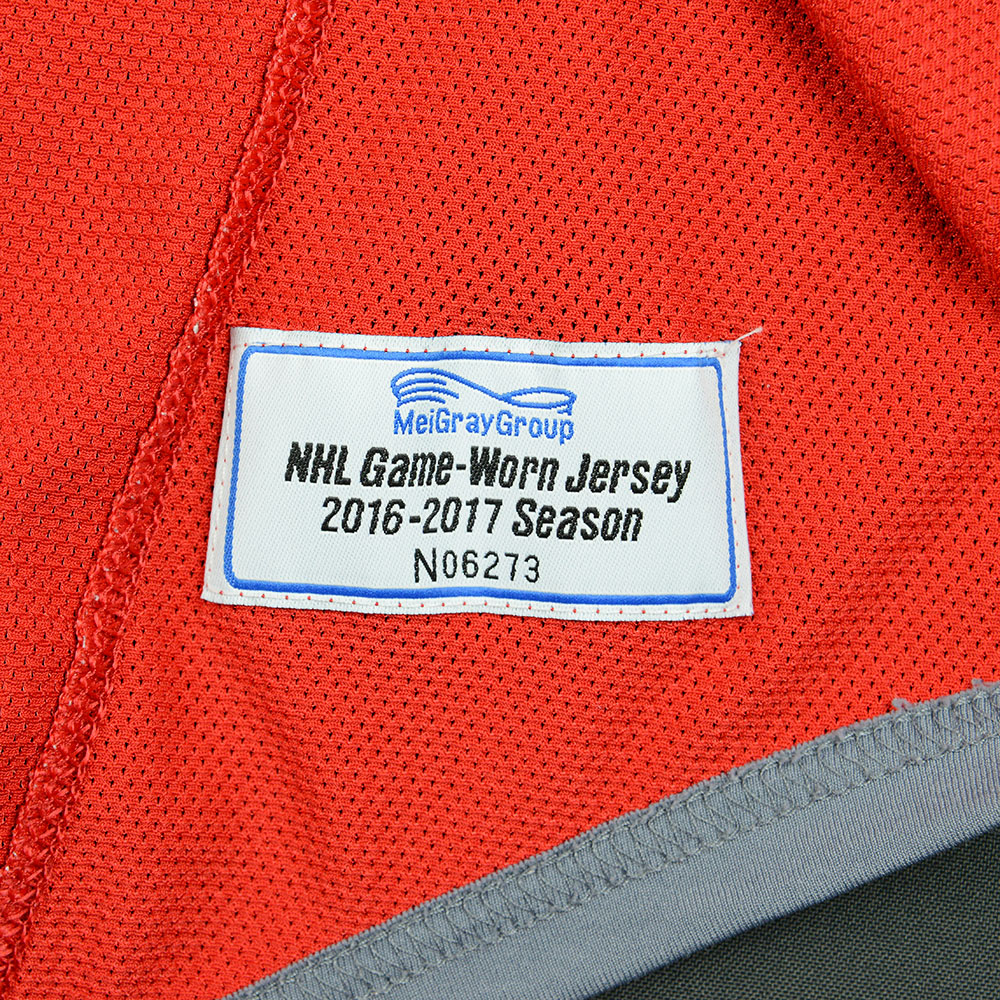 MeiGrayGroup
NHL Game-Worn Jersey
2016-2017 Season
N06273